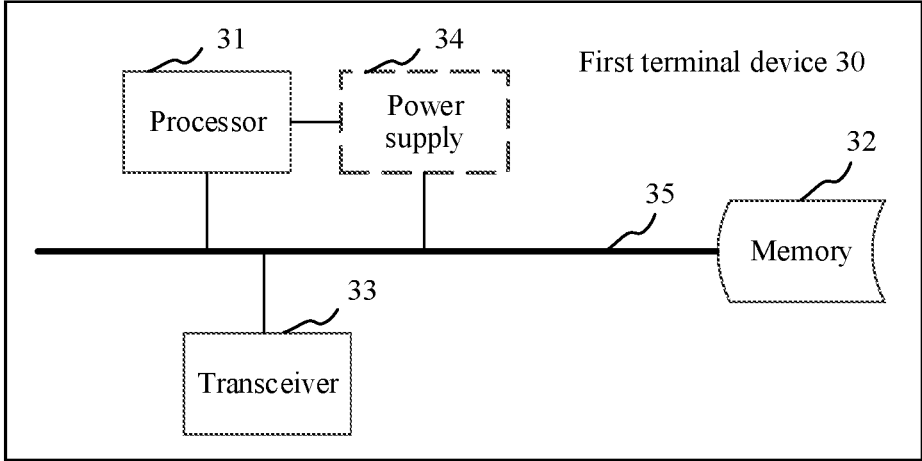 31
34
First terminal device 30
Processor
Power
supply
32
35
Memory
33
Transceiver